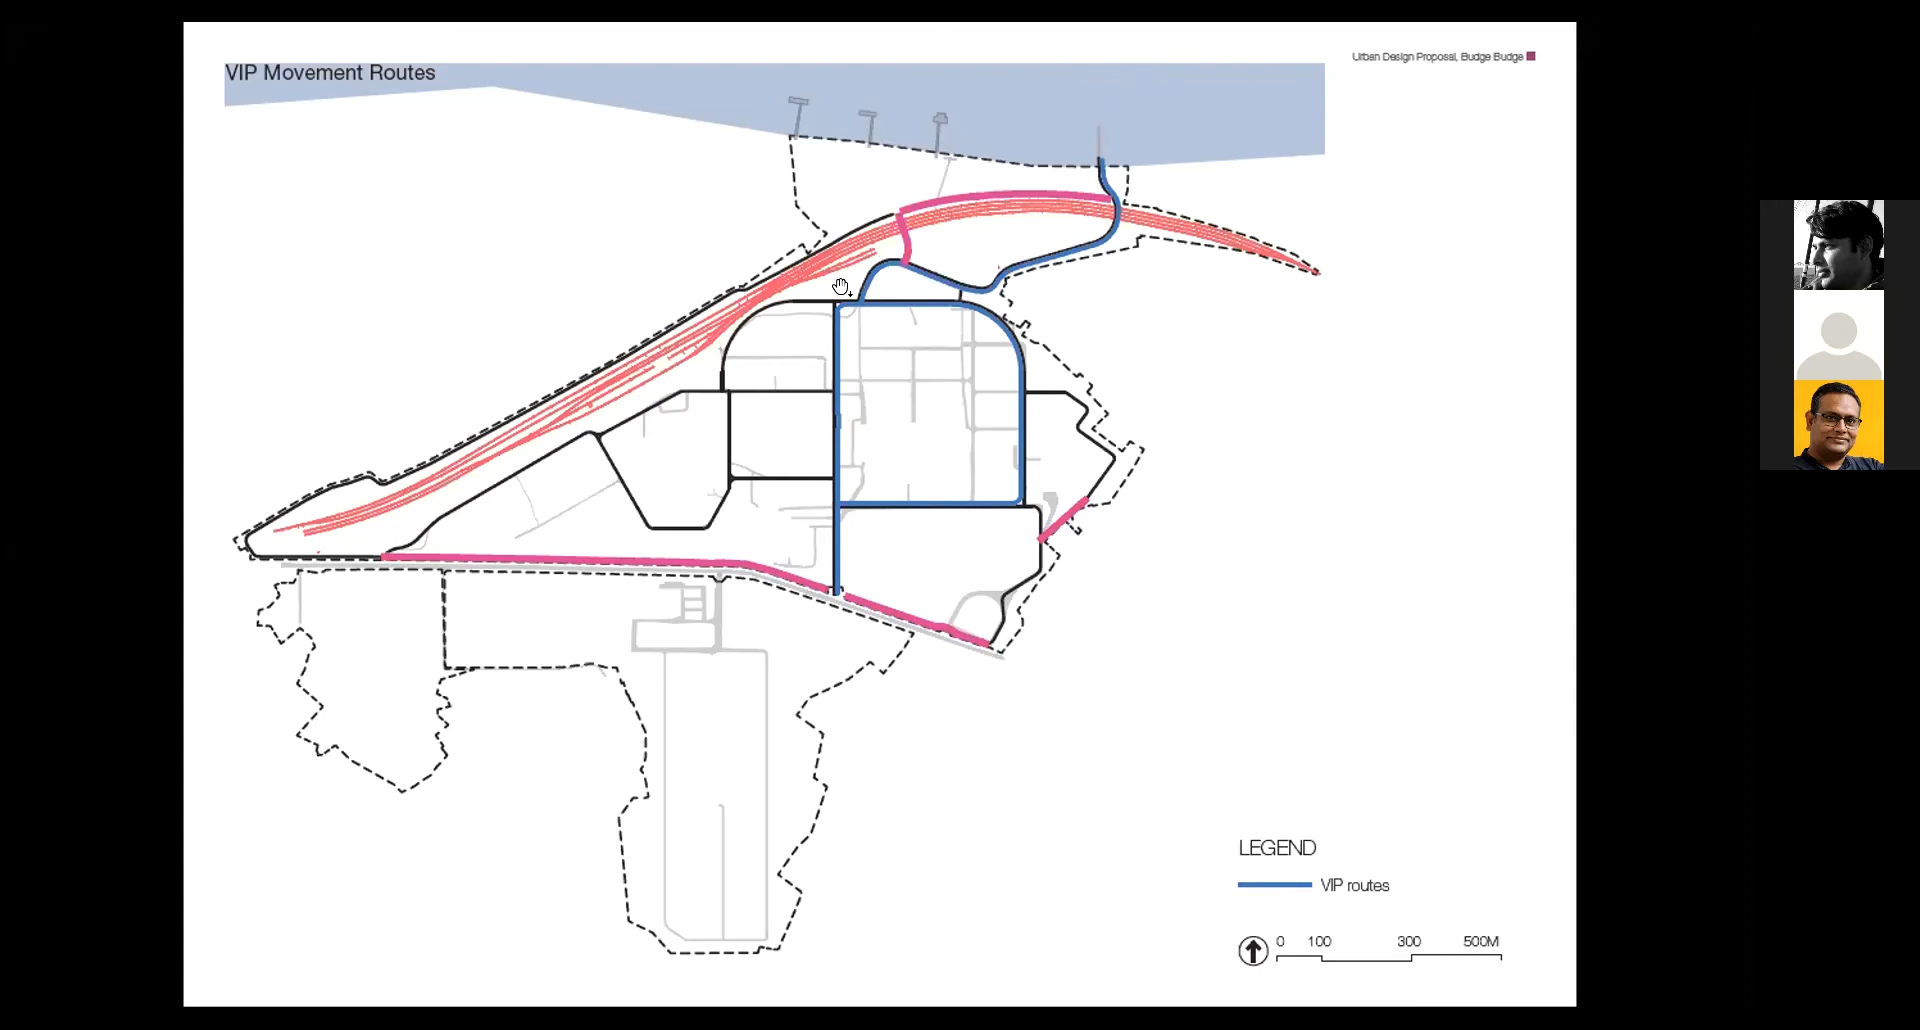 Urban Design Proposal, Budge Budge
VIP Movement Routes
LEGEND
VIP routes
0 100 300 500M